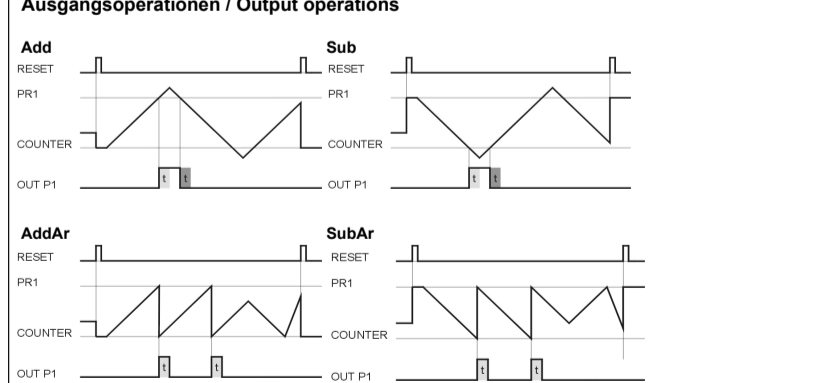 Ausgangsoperationen / Output operations
Add
RESET
PR1
COUNTER
OUT P1
t t
Sub
RESET
PR1
COUNTER
OUT P1
t t
AddAr
RESET
PR1
COUNTER
OUT P1
t t
SubAr
RESET
PR1
COUNTER
OUT P1
t t